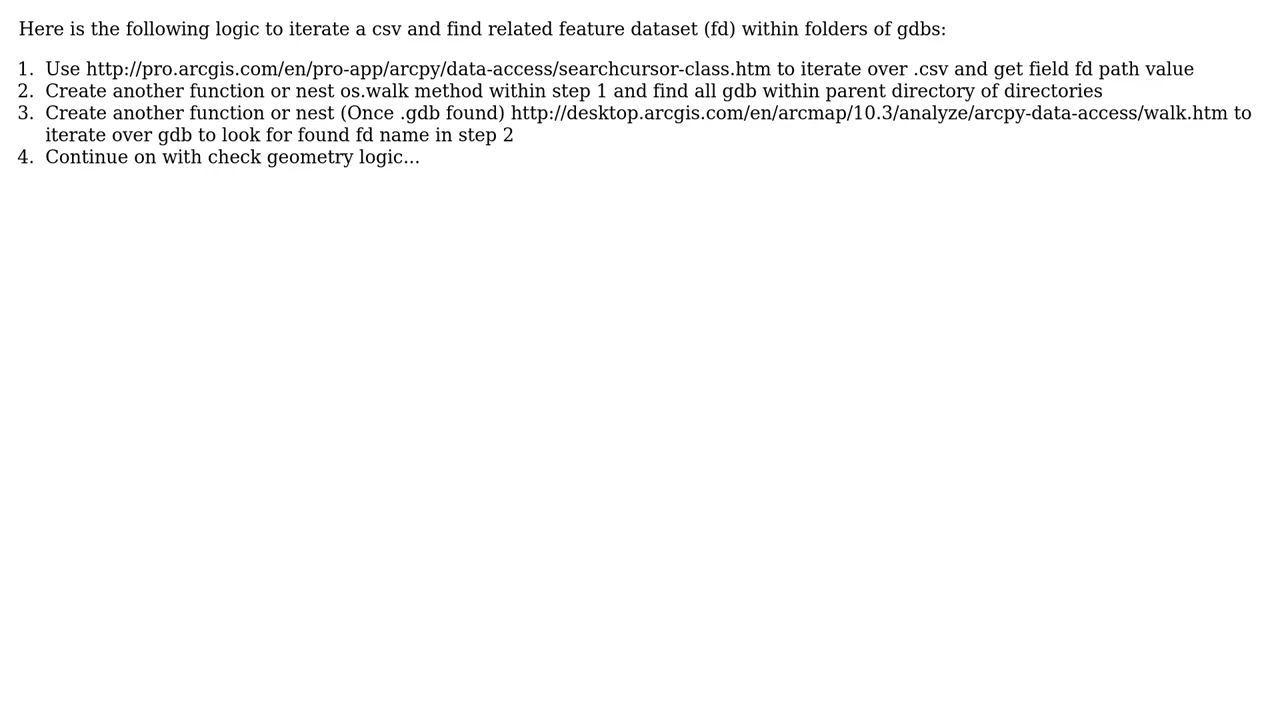 Here is the following logic to iterate a csv and find related feature dataset (fd) within folders of gdbs:
1. Use http://pro.arcgis.com/en/pro-app/arcpy/data-access/searchcursor-class.htm to iterate over .csv and get field fd path value
2. Create another function or nest os.walk method within step 1 and find all gdb within parent directory of directories
3. Create another function or nest (Once .gdb found) http://desktop.arcgis.com/en/arcmap/10.3/analyze/arcpy-data-access/walk.htm to
iterate over gdb to look for found fd name in step 2
4. Continue on with check geometry logic...